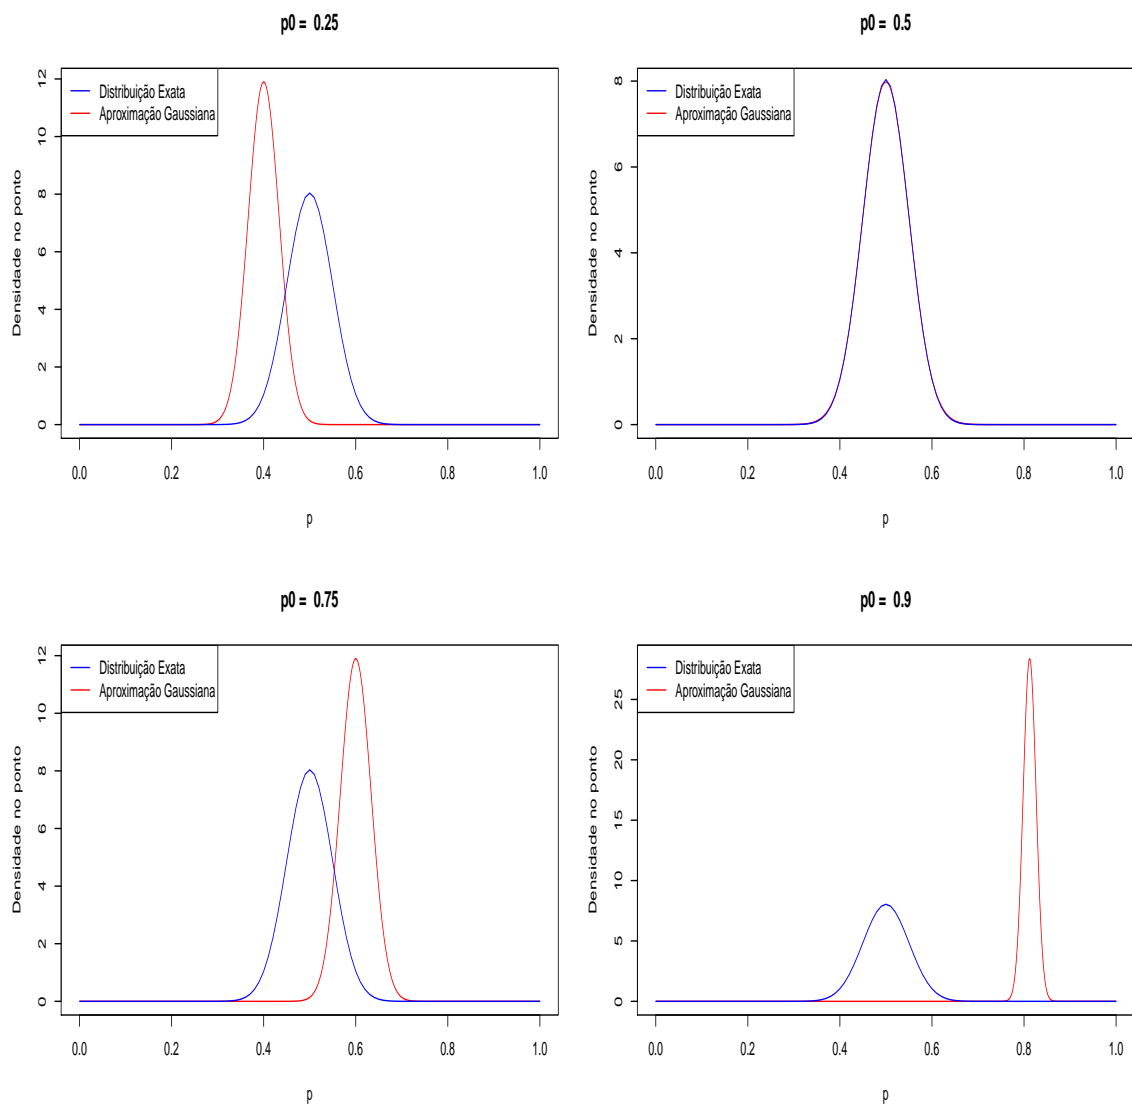 p0 = 0.25
Distribuição Exata
Aproximação Gaussiana
Densidade no ponto
0 2 4 6 8 10 12
0.0 0.2 0.4 0.6 0.8 1.0
p
p0 = 0.5
Distribuição Exata
Aproximação Gaussiana
Densidade no ponto
0 2 4 6 8
0.0 0.2 0.4 0.6 0.8 1.0
p
p0 = 0.75
Distribuição Exata
Aproximação Gaussiana
Densidade no ponto
0 2 4 6 8 10 12
0.0 0.2 0.4 0.6 0.8 1.0
p
p0 = 0.9
Distribuição Exata
Aproximação Gaussiana
Densidade no ponto
0 5 10 15 20 25
0.0 0.2 0.4 0.6 0.8 1.0
p